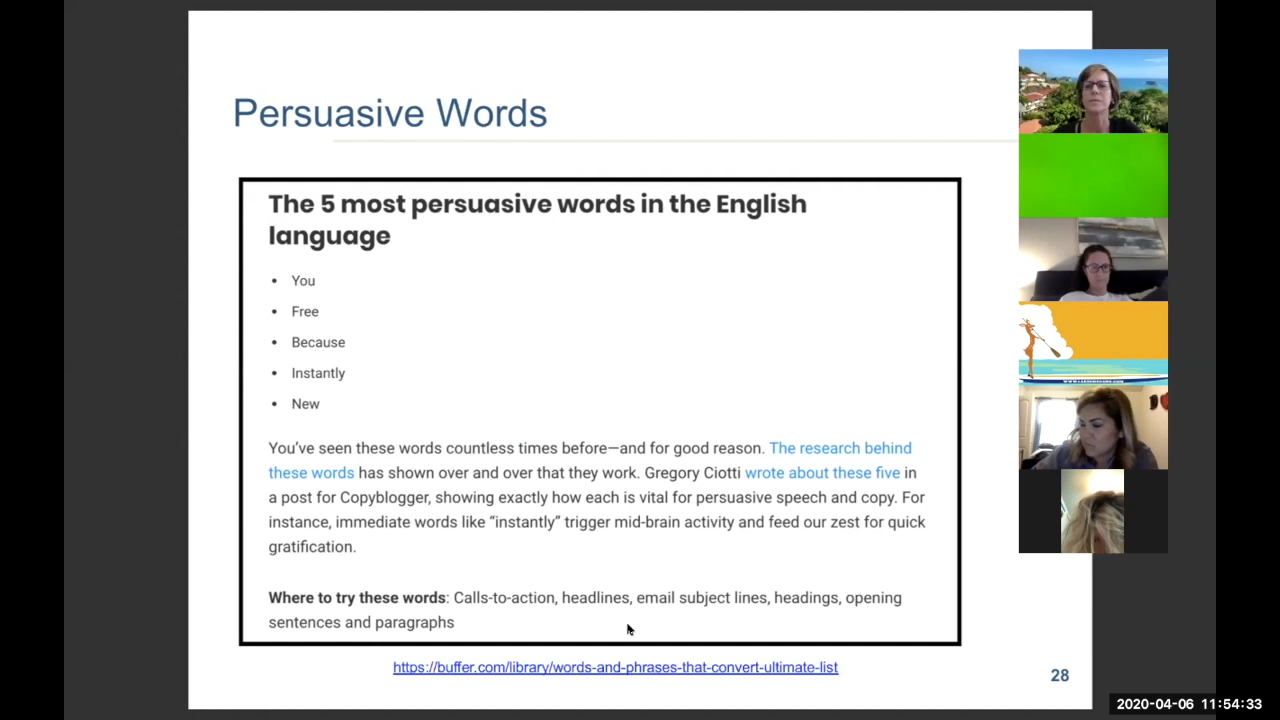 Persuasive Words
The 5 most persuasive words in the English
language
• You
• Free
• Because
• Instantly
• New
You’ve seen these words countless times before—and for good reason. The research behind
these words has shown over and over that they work. Gregory Ciotti wrote about these five in
a post for Copyblogger, showing exactly how each is vital for persuasive speech and copy. For
instance, immediate words like “instantly” trigger mid-brain activity and feed our zest for quick
gratification.
Where to try these words: Calls-to-action, headlines, email subject lines, headings, opening
sentences and paragraphs
https://buffer.com/library/words-and-phrases-that-convert-ultimate-list
28
2020-04-06 11:54:33